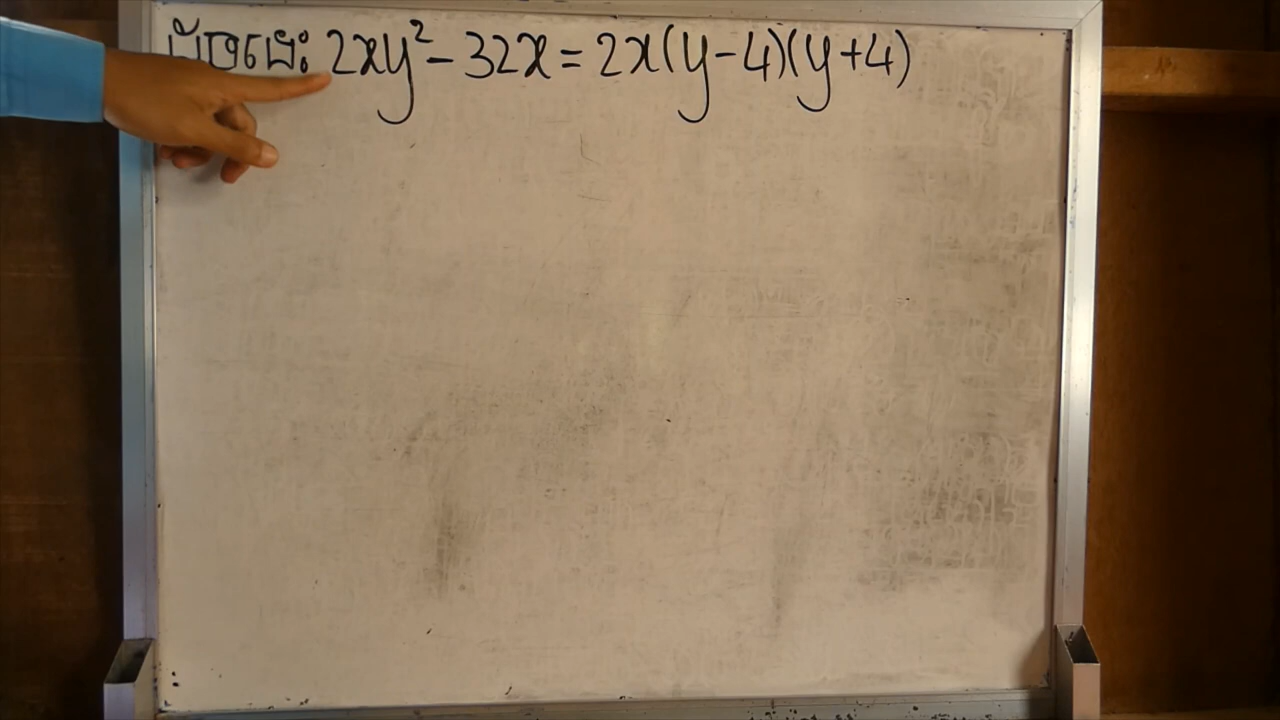 2xy² - 32x = 2x(y-4)(y+4)